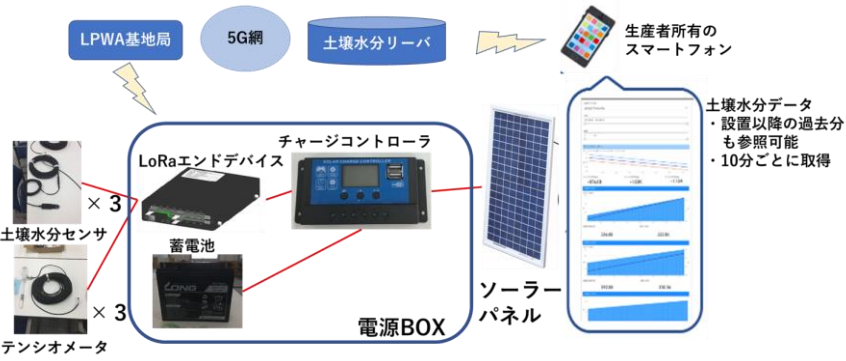 LPWA基地局
5G網
土壌水分リーバ
生産者所有の
スマートフォン
土壌水分データ
・設置以降の過去分
も参照可能
・10分ごとに取得
チャージコントローラ
LoRaエンドデバイス
SOLAR CHARGE CONTROLLER
× 3
土壌水分センサ
蓄電池
LONG
× 3
テンシオメータ
電源BOX
ソーラー
パネル